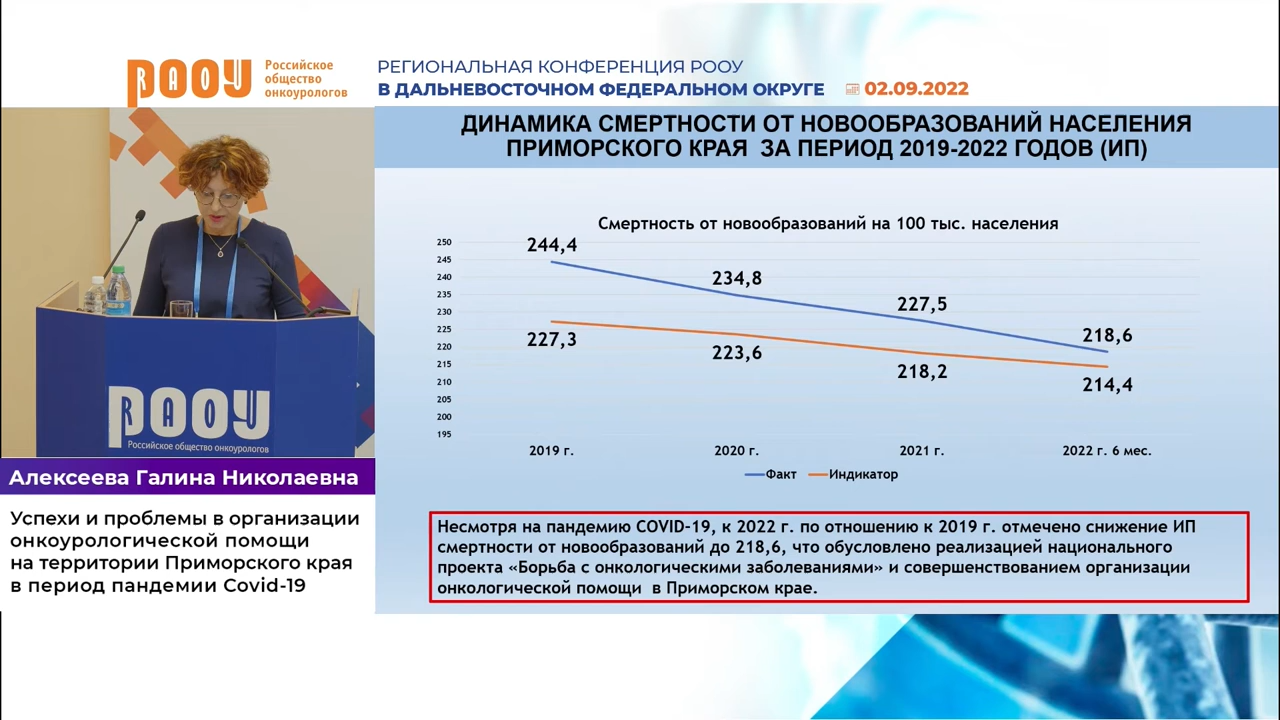 РООУ
RAOU
Российское
общество
онкоурологов
РЕГИОНАЛЬНАЯ КОНФЕРЕНЦИЯ РООУ
В ДАЛЬНЕВОСТОЧНОМ ФЕДЕРАЛЬНОМ ОКРУГЕ 02.09.2022
ДИНАМИКА СМЕРТНОСТИ ОТ НОВООБРАЗОВАНИЙ НАСЕЛЕНИЯ
ПРИМОРСКОГО КРАЯ ЗА ПЕРИОД 2019-2022 ГОДОВ (ИП)
Смертность от новообразований на 100 тыс. населения
250
245
240
235
230
225
220
215
210
205
200
195
244,4
234,8
227,5
218,6
227,3
223,6
218,2
214,4
2019 г.
2020 г.
2021 г.
2022 г. 6 мес.
Факт
Индикатор
Несмотря на пандемию COVID-19, к 2022 г. по отношению к 2019 г. отмечено снижение ИП
смертности от новообразований до 218,6, что обусловлено реализацией национального
проекта «Борьба с онкологическими заболеваниями» и совершенствованием организации
онкологической помощи в Приморском крае.
РООУ
RAOU
Российское общество онкоурологов
Алексеева Галина Николаевна
Успехи и проблемы в организации
онкоурологической помощи
на территории Приморского края
в период пандемии Covid-19